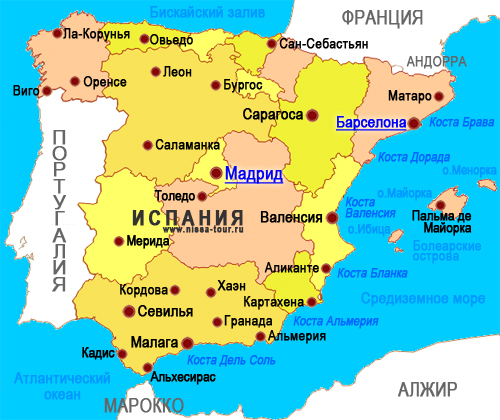 Бискайский залив
ФРАНЦИЯ
Ла-Корунья
Овьедо
Сан-Себастьян
АНДОРРА
Леон
Оренсе
Бургос
Виго
Матаро
Сарагоса
Барселона
Коста Брава
ПОРТУГАЛИЯ
Саламанка
Коста Дорада
Мадрид
о.Менорка
о.Майорка
Толедо
Коста
Валенсия
ИСПАНИЯ
www.nissa-tour.ru
Валенсия
Пальма де
Майорка
о.Ибица
Мерида
Балеарские
острова
Аликанте
Коста Бланка
Кордова
Хаэн
Картахена
Средиземное море
Севилья
Гранада
Коста Альмерия
Малага
Альмерия
Кадис
Коста Дель Соль
Альхесирас
Атлантический
океан
МАРОККО
АЛЖИР